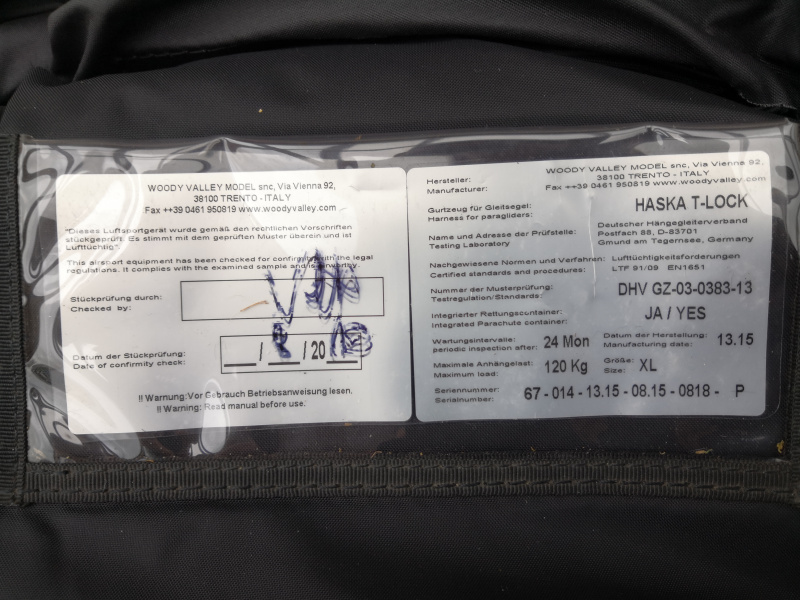 WOODY VALLEY MODEL snc, Via Vienna 92,
38100 TRENTO - ITALY
Fax ++39 0461 950819 www.woodyvalley.com
"Dieses Luftsportgerät wurde gemäß den rechtlichen Vorschriften
stückgeprüft. Es stimmt mit dem geprüften Muster überein und ist
Lufttüchtig".
This airsport equipment has been checked for confirmity with the legal
regulations. It complies with the examined sample and is airworthy.
Stückprüfung durch:
Checked by:
Datum der Stückprüfung:
Date of confirmity check:
__ / __ / 20
!! Warnung:Vor Gebrauch Betriebsanweisung lesen.
!! Warning: Read manual before use.
Hersteller:
Manufacturer:
WOODY VALLEY MODEL snc, Via Vienna 92,
38100 TRENTO - ITALY
Fax ++39 0461 950819 www.woodyvalley.com
Gurtzeug für Gleitsegel:
Harness for paragliders:
HASKA T-LOCK
Name und Adresse der Prüfstelle:
Testing Laboratory
Deutscher Hängegleiterverband
Postfach 88, D-83701
Gmund am Tegernsee, Germany
Nachgewiesene Normen und Verfahren:
Certified standards and procedures:
Luftüchtigkeitsforderungen
LTF 91/09 EN1651
Nummer der Musterprüfung:
Testregulation/Standards:
DHV GZ-03-0383-13
Integrierter Rettungscontainer:
Integrated Parachute container:
JA / YES
Wartungsintervalle:
periodic inspection after:
24 Mon
Datum der Herstellung:
Manufacturing date:
13.15
Maximale Anhängelast:
Maximum load:
120 Kg
Größe:
Size:
XL
Seriennummer:
Serialnumber:
67 - 014 - 13.15 - 08.15 - 0818 - P